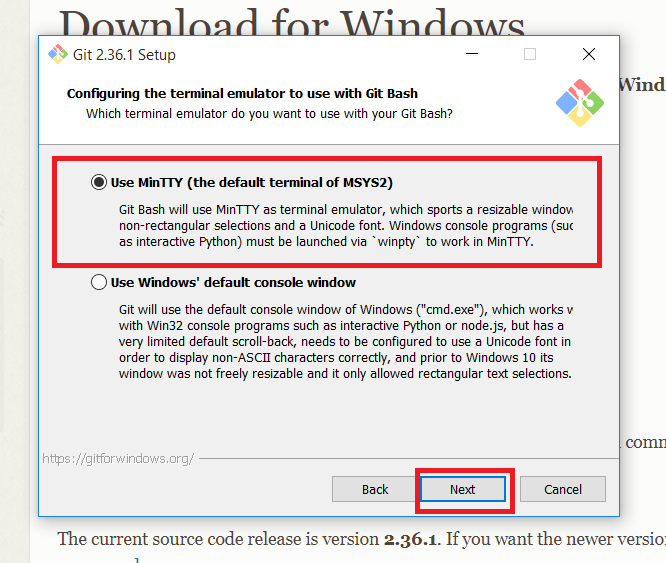 Download for Windows
Git 2.36.1 Setup
Wind
Configuring the terminal emulator to use with Git Bash
Which terminal emulator do you want to use with your Git Bash?
Use MinTTY (the default terminal of MSYS2)
Git Bash will use MinTTY as terminal emulator, which sports a resizable window
non-rectangular selections and a Unicode font. Windows console programs (suc
as interactive Python) must be launched via `winpty` to work in MinTTY.
Use Windows' default console window
Git will use the default console window of Windows ("cmd.exe"), which works w
with Win32 console programs such as interactive Python or node.js, but has a
very limited default scroll-back, needs to be configured to use a Unicode font in
order to display non-ASCII characters correctly, and prior to Windows 10 its
window was not freely resizable and it only allowed rectangular text selections.
comm
https://gitforwindows.org/
Back
Next
Cancel
The current source code release is version 2.36.1. If you want the newer version